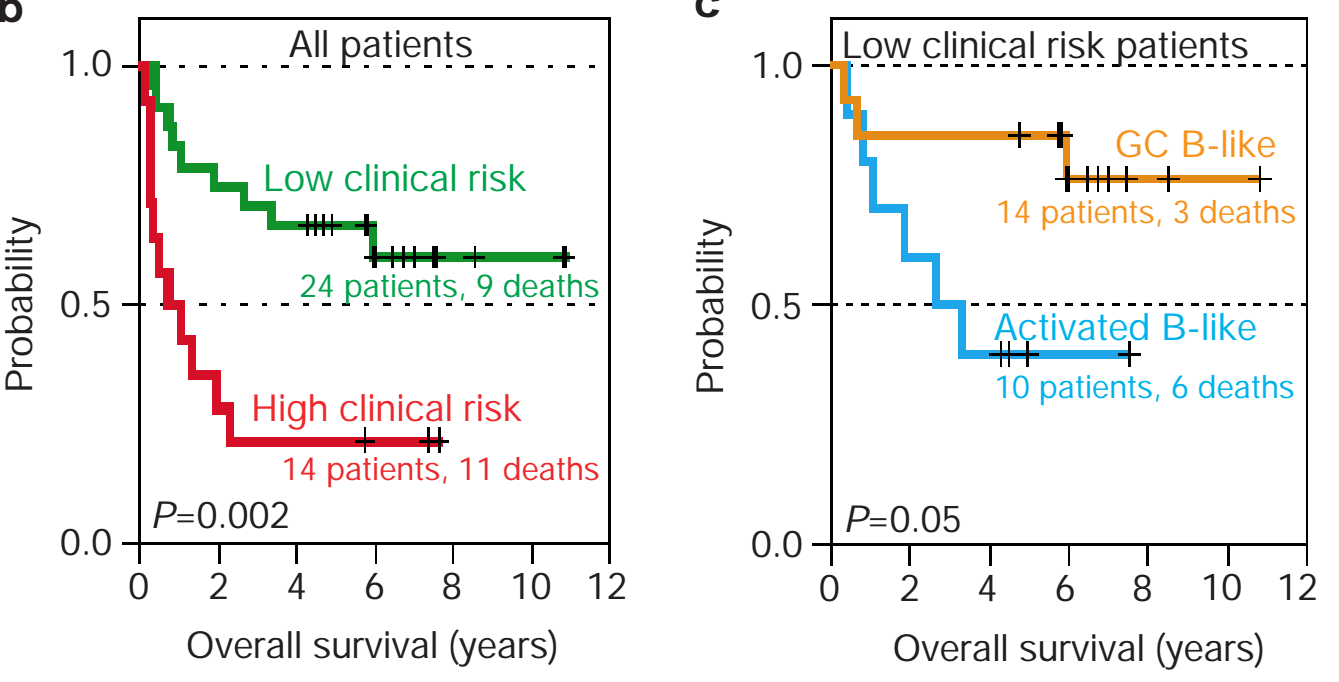 b
All patients
1.0
Low clinical risk
24 patients, 9 deaths
0.5
High clinical risk
14 patients, 11 deaths
P=0.002
0.0
0 2 4 6 8 10 12
Probability
Overall survival (years)
c
Low clinical risk patients
1.0
GC B-like
14 patients, 3 deaths
0.5
Activated B-like
10 patients, 6 deaths
P=0.05
0.0
0 2 4 6 8 10 12
Probability
Overall survival (years)